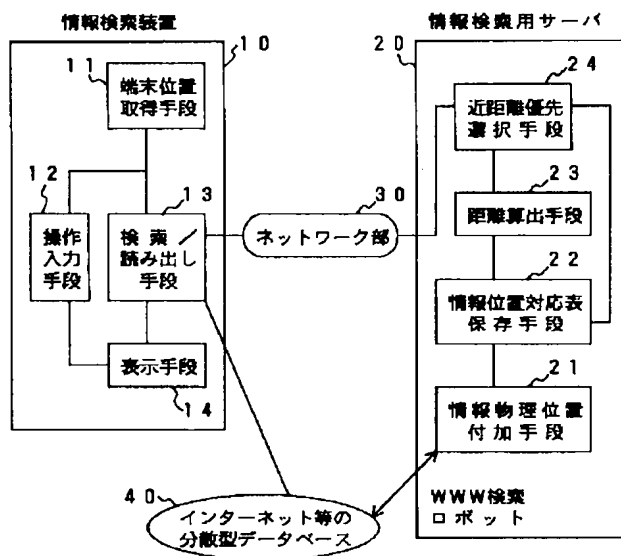 情報検索装置
10
11
端末位置
取得手段
12
操作
入力
手段
13
検索／
読み出し
手段
表示手段
14
30
ネットワーク部
情報検索用サーバ
20
24
近距離優先
選択手段
23
距離算出手段
22
情報位置対応表
保存手段
21
情報物理位置
付加手段
WWW検索
ロボット
40
インターネット等の
分散型データベース